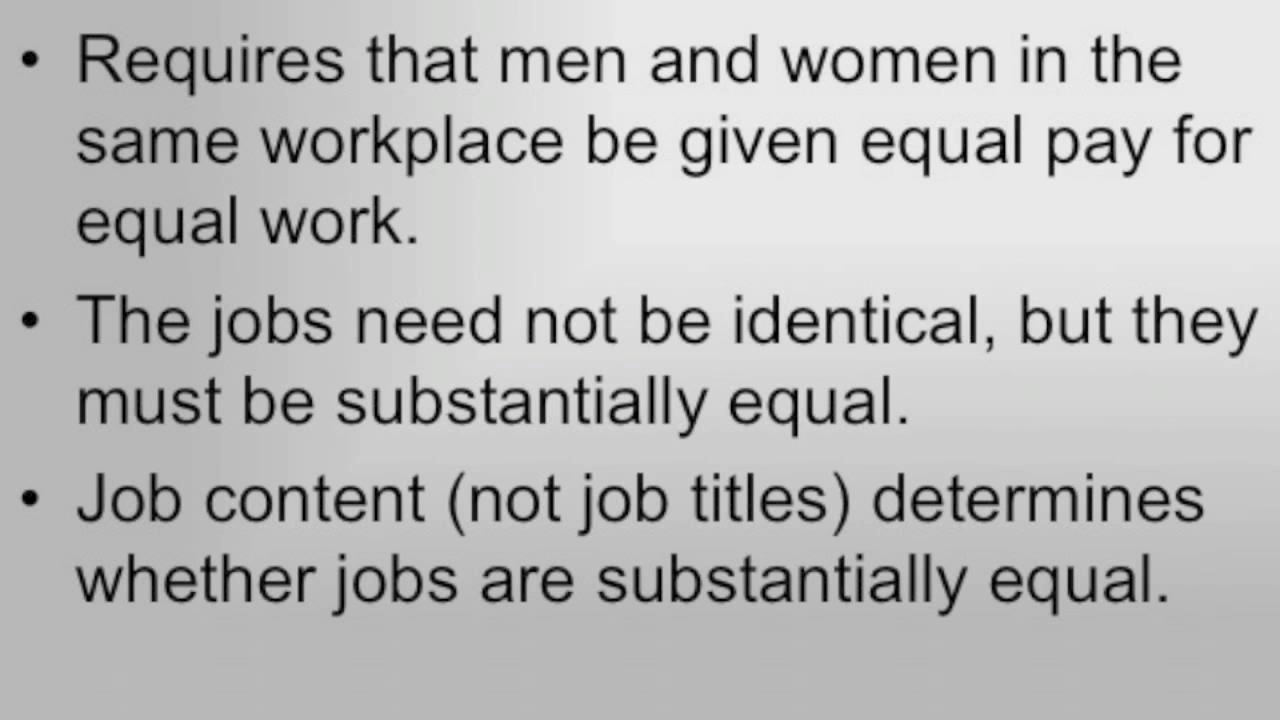 • Requires that men and women in the
same workplace be given equal pay for
equal work.
• The jobs need not be identical, but they
must be substantially equal.
• Job content (not job titles) determines
whether jobs are substantially equal.